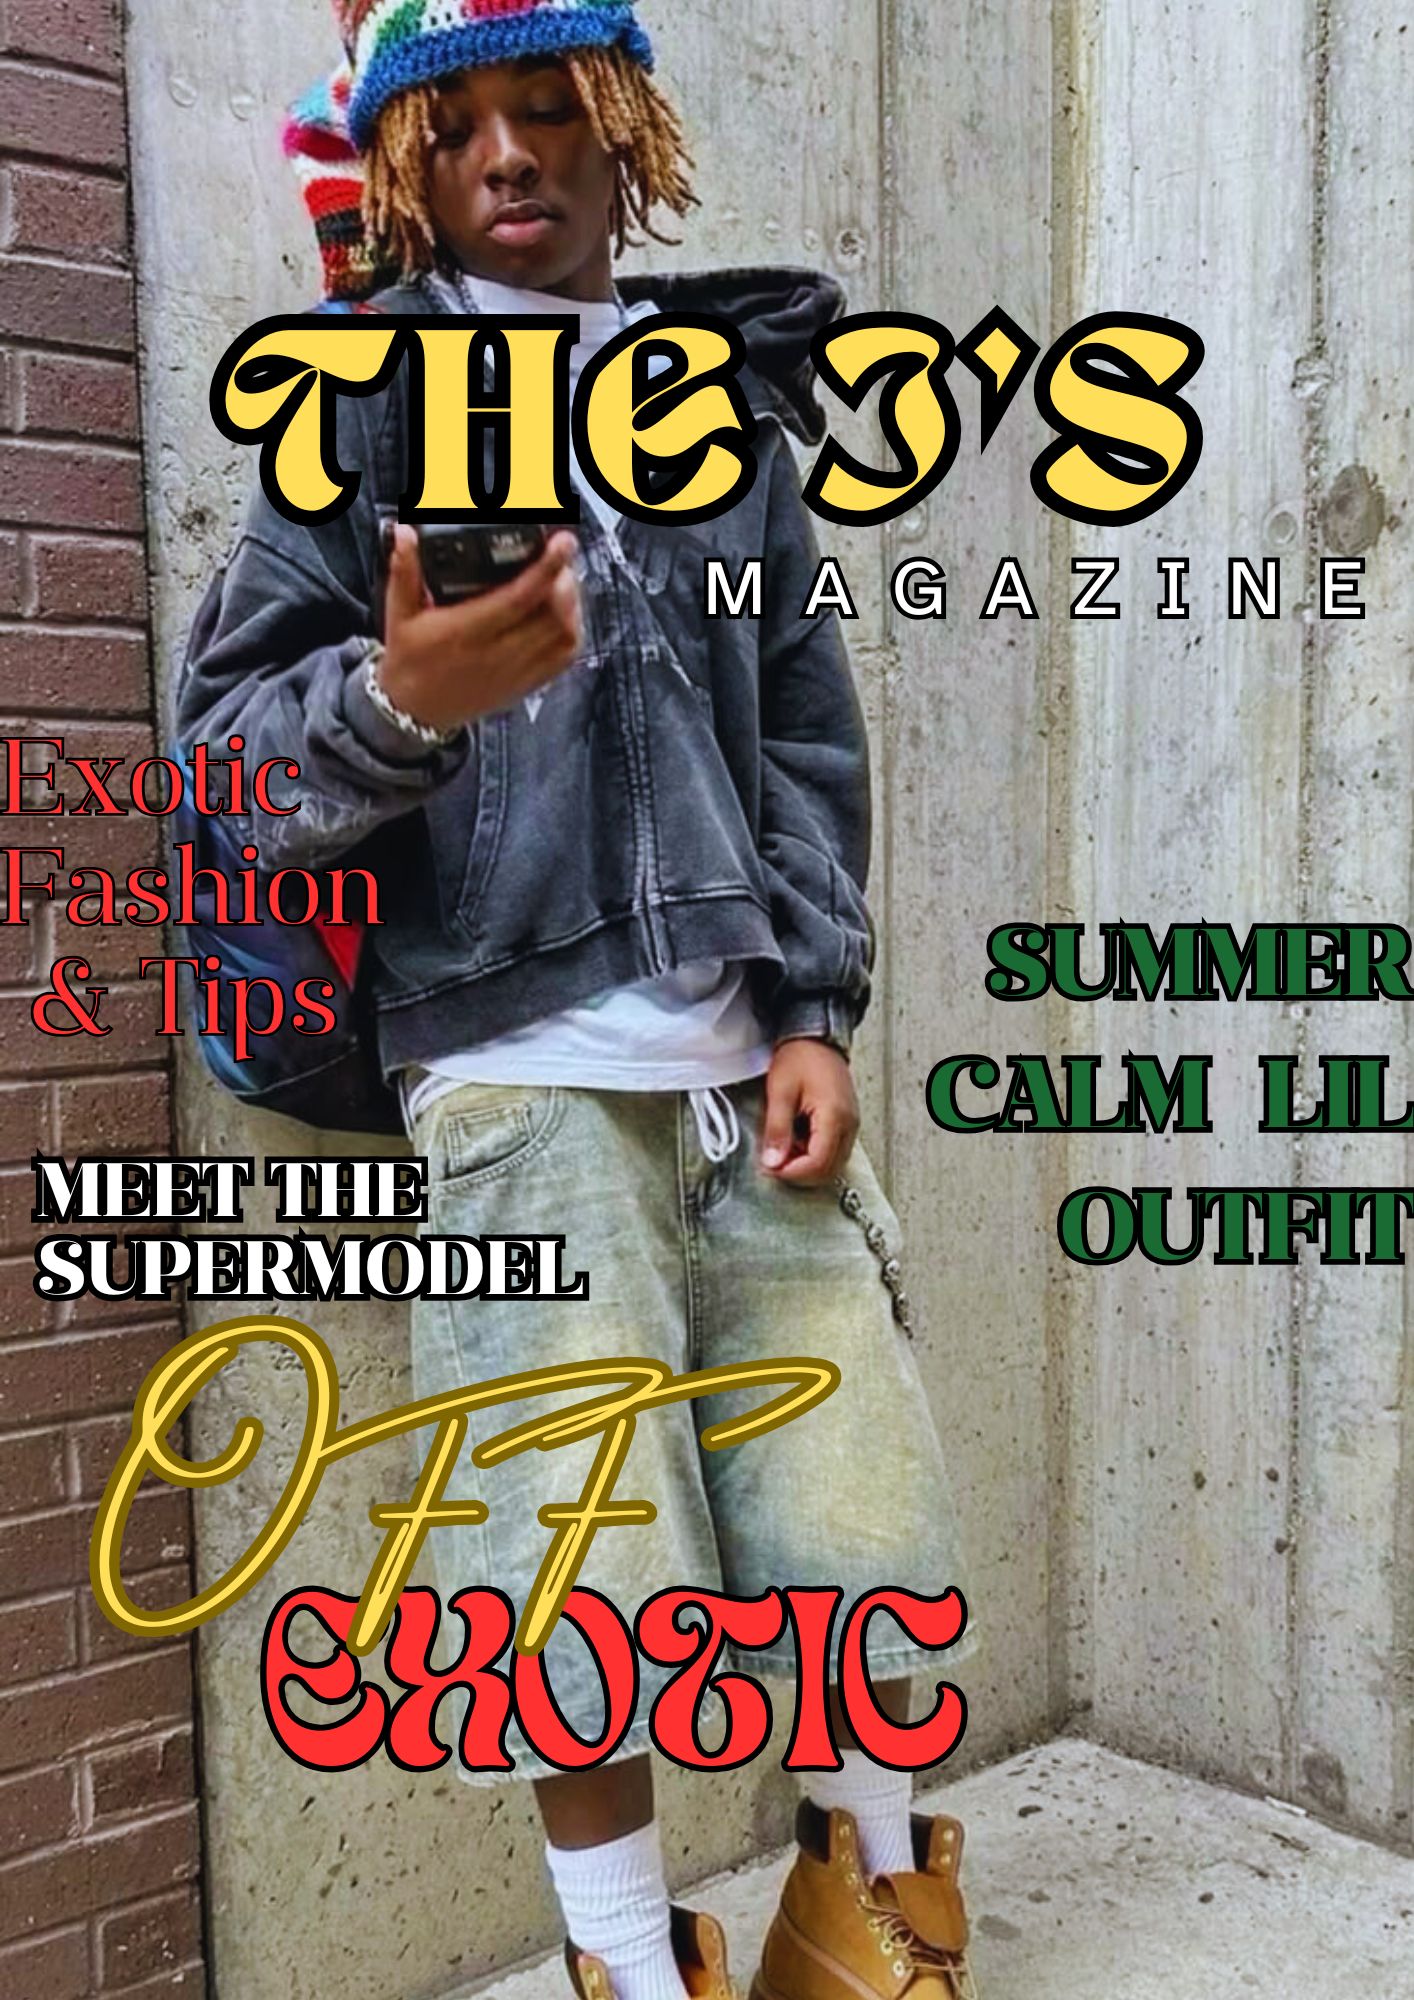 THE J'S
MAGAZINE
Exotic
Fashion
& Tips
SUMMER
CALM LIL
OUTFIT
MEET THE
SUPERMODEL
Off
EXOTIC